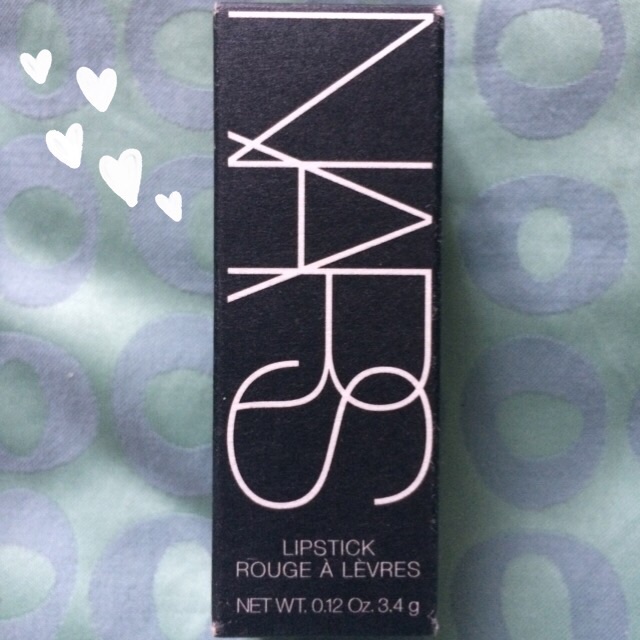 NARS
LIPSTICK
ROUGE À LÈVRES
NET WT. 0.12 Oz. 3.4 g